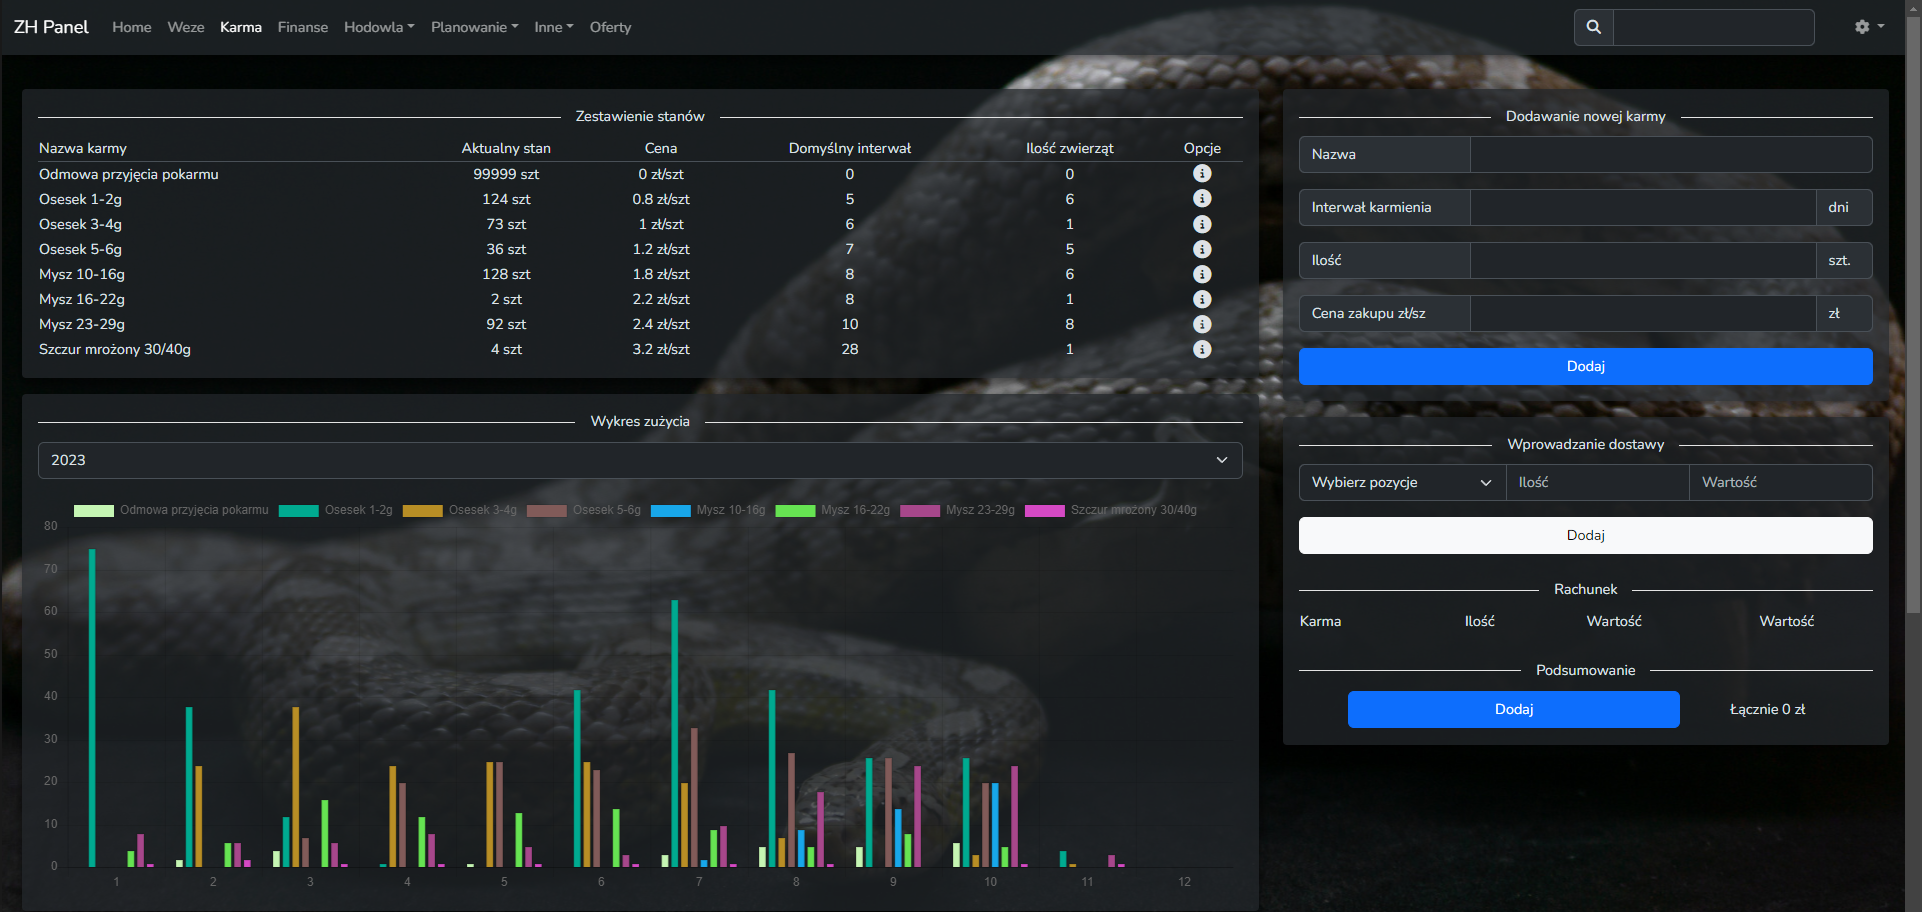 ZH Panel Home Weze Karma Finanse Hodowla Planowanie Inne Oferty
Zestawienie stanów
Nazwa karmy Aktualny stan Cena Domyślny interwał Ilość zwierząt Opcje
Odmowa przyjęcia pokarmu 99999 szt 0 zł/szt 0 0
Osesek 1-2g 124 szt 0.8 zł/szt 5 6
Osesek 3-4g 73 szt 1 zł/szt 6 1
Osesek 5-6g 36 szt 1.2 zł/szt 7 5
Mysz 10-16g 128 szt 1.8 zł/szt 8 6
Mysz 16-22g 2 szt 2.2 zł/szt 8 1
Mysz 23-29g 92 szt 2.4 zł/szt 10 8
Szczur mrożony 30/40g 4 szt 3.2 zł/szt 28 1
Wykres zużycia
2023
Odmowa przyjęcia pokarmu Osesek 1-2g Osesek 3-4g Osesek 5-6g Mysz 10-16g Mysz 16-22g Mysz 23-29g Szczur mrożony 30/40g
80
70
60
50
40
30
20
10
0
1 2 3 4 5 6 7 8 9 10 11 12
Dodawanie nowej karmy
Nazwa
Interwał karmienia dni
Ilość szt.
Cena zakupu zł/sz zł
Dodaj
Wprowadzanie dostawy
Wybierz pozycje Ilość Wartość
Dodaj
Rachunek
Karma Ilość Wartość Wartość
Podsumowanie
Dodaj Łącznie 0 zł